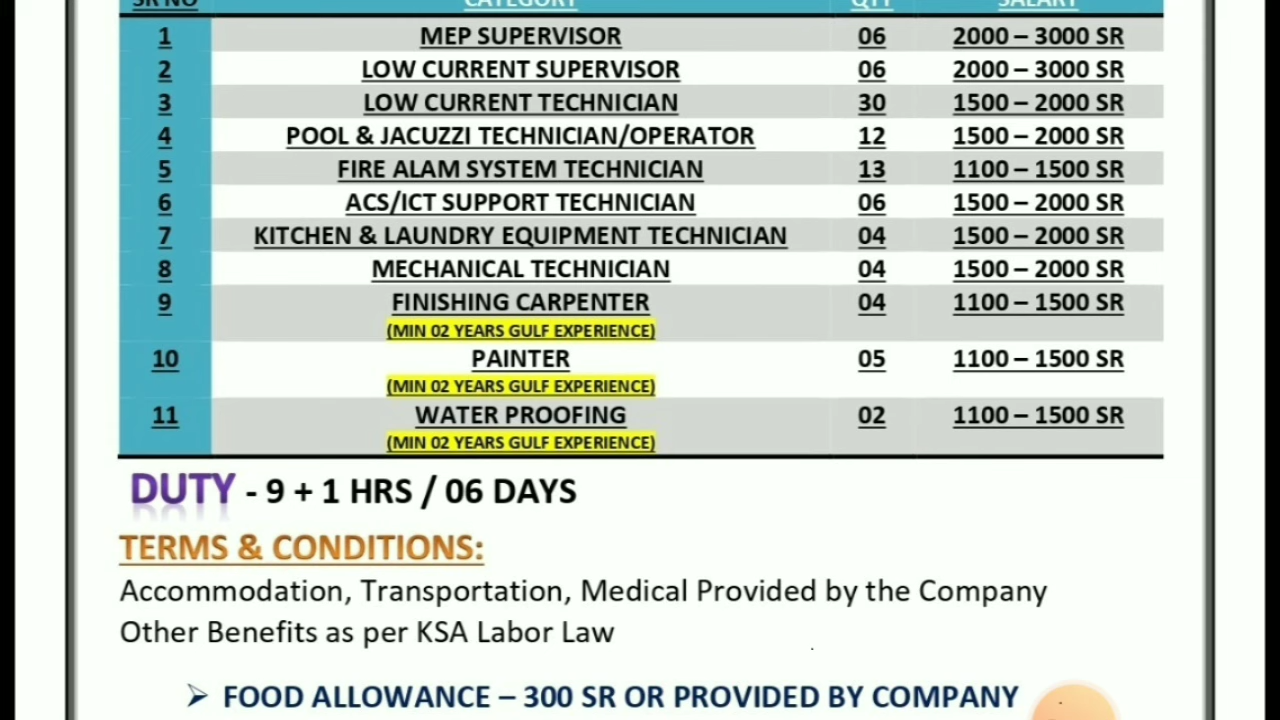 SR NO CATEGORY QTY SALARY
1 MEP SUPERVISOR 06 2000 – 3000 SR
2 LOW CURRENT SUPERVISOR 06 2000 – 3000 SR
3 LOW CURRENT TECHNICIAN 30 1500 – 2000 SR
4 POOL & JACUZZI TECHNICIAN/OPERATOR 12 1500 – 2000 SR
5 FIRE ALAM SYSTEM TECHNICIAN 13 1100 – 1500 SR
6 ACS/ICT SUPPORT TECHNICIAN 06 1500 – 2000 SR
7 KITCHEN & LAUNDRY EQUIPMENT TECHNICIAN 04 1500 – 2000 SR
8 MECHANICAL TECHNICIAN 04 1500 – 2000 SR
9 FINISHING CARPENTER 04 1100 – 1500 SR
(MIN 02 YEARS GULF EXPERIENCE)
10 PAINTER 05 1100 – 1500 SR
(MIN 02 YEARS GULF EXPERIENCE)
11 WATER PROOFING 02 1100 – 1500 SR
(MIN 02 YEARS GULF EXPERIENCE)
DUTY - 9 + 1 HRS / 06 DAYS
TERMS & CONDITIONS:
Accommodation, Transportation, Medical Provided by the Company
Other Benefits as per KSA Labor Law
➢ FOOD ALLOWANCE – 300 SR OR PROVIDED BY COMPANY